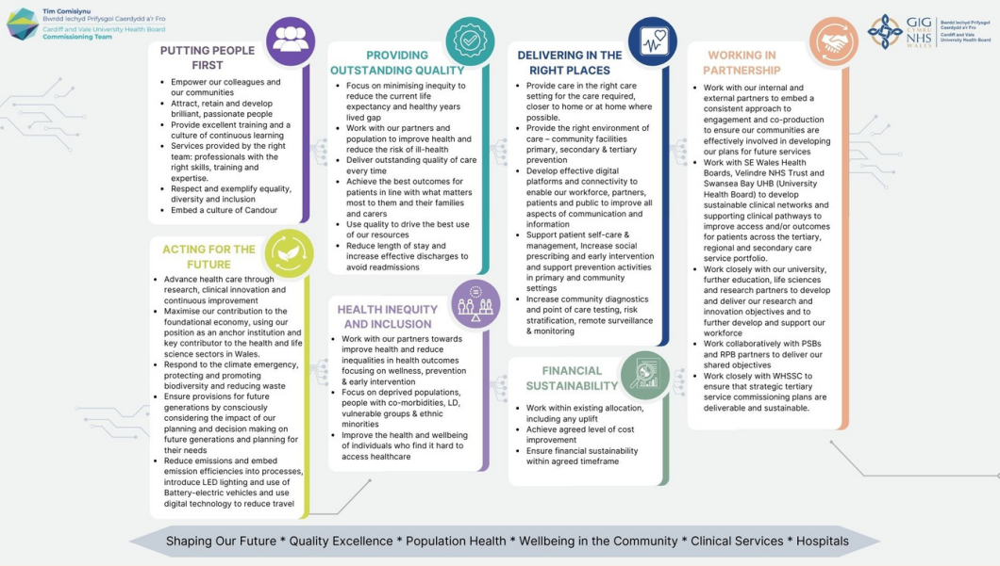 Tîm Comisiynu
Bwrdd Iechyd Prifysgol Caerdydd a'r Fro
Cardiff and Vale University Health Board
Commissioning Team
PUTTING PEOPLE
FIRST
• Empower our colleagues and
our communities
• Attract, retain and develop
brilliant, passionate people
• Provide excellent training and a
culture of continuous learning
• Services provided by the right
team: professionals with the
right skills, training and
expertise.
• Respect and exemplify equality,
diversity and inclusion
• Embed a culture of Candour
ACTING FOR THE
FUTURE
• Advance health care through
research, clinical innovation and
continuous improvement
• Maximise our contribution to the
foundational economy, using our
position as an anchor institution and
key contributor to the health and life
science sectors in Wales.
• Respond to the climate emergency,
protecting and promoting
biodiversity and reducing waste
• Ensure provisions for future
generations by consciously
considering the impact of our
planning and decision making on
future generations and planning for
their needs
• Reduce emissions and embed
emission efficiencies into processes,
introduce LED lighting and use of
Battery-electric vehicles and use
digital technology to reduce travel
PROVIDING
OUTSTANDING QUALITY
• Focus on minimising inequity to
reduce the current life
expectancy and healthy years
lived gap
• Work with our partners and
population to improve health and
reduce the risk of ill-health
• Deliver outstanding quality of care
every time
• Achieve the best outcomes for
patients in line with what matters
most to them and their families
and carers
• Use quality to drive the best use
of our resources
• Reduce length of stay and
increase effective discharges to
avoid readmissions
HEALTH INEQUITY
AND INCLUSION
• Work with our partners towards
improve health and reduce
inequalities in health outcomes
focusing on wellness, prevention
& early intervention
• Focus on deprived populations,
people with co-morbidities, LD,
vulnerable groups & ethnic
minorities
• Improve the health and wellbeing
of individuals who find it hard to
access healthcare
DELIVERING IN THE
RIGHT PLACES
• Provide care in the right care
setting for the care required,
closer to home or at home where
possible.
• Provide the right environment of
care – community facilities
primary, secondary & tertiary
prevention
• Develop effective digital
platforms and connectivity to
enable our workforce, partners,
patients and public to improve all
aspects of communication and
information
• Support patient self-care &
management, Increase social
prescribing and early intervention
and support prevention activities
in primary and community
settings
• Increase community diagnostics
and point of care testing, risk
stratification, remote surveillance
& monitoring
FINANCIAL
SUSTAINABILITY
• Work within existing allocation,
including any uplift
• Achieve agreed level of cost
improvement
• Ensure financial sustainability
within agreed timeframe
WORKING IN
PARTNERSHIP
• Work with our internal and
external partners to embed a
consistent approach to
engagement and co-production
to ensure our communities are
effectively involved in developing
our plans for future services
• Work with SE Wales Health
Boards, Velindre NHS Trust and
Swansea Bay UHB (University
Health Board) to develop
sustainable clinical networks and
supporting clinical pathways to
improve access and/or outcomes
for patients across the tertiary,
regional and secondary care
service portfolio.
• Work closely with our university,
further education, life sciences
and research partners to develop
and deliver our research and
innovation objectives and to
further develop and support our
workforce
• Work collaboratively with PSBs
and RPB partners to deliver our
shared objectives
• Work closely with WHSSC to
ensure that strategic tertiary
service commissioning plans are
deliverable and sustainable.
GIG
CYMRU
NHS
WALES
Bwrdd Iechyd Prifysgol
Caerdydd a'r Fro
Cardiff and Vale
University Health Board
Shaping Our Future * Quality Excellence * Population Health * Wellbeing in the Community * Clinical Services * Hospitals